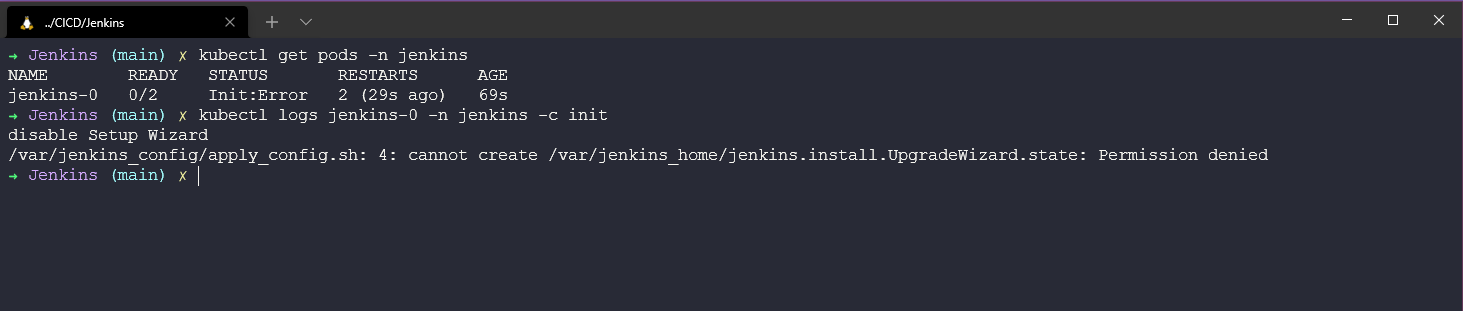 ../CICD/Jenkins
→ Jenkins (main) ✗ kubectl get pods -n jenkins
NAME READY STATUS RESTARTS AGE
jenkins-0 0/2 Init:Error 2 (29s ago) 69s
→ Jenkins (main) ✗ kubectl logs jenkins-0 -n jenkins -c init
disable Setup Wizard
/var/jenkins_config/apply_config.sh: 4: cannot create /var/jenkins_home/jenkins.install.UpgradeWizard.state: Permission denied
→ Jenkins (main) ✗